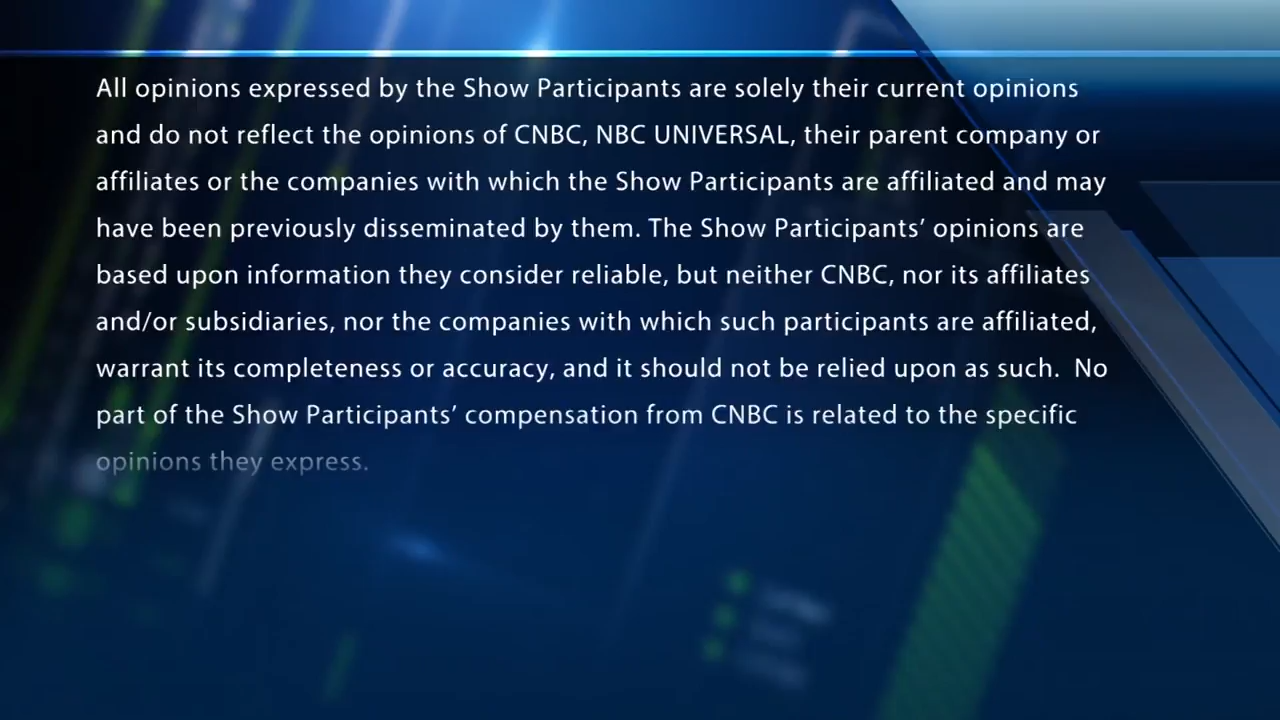 All opinions expressed by the Show Participants are solely their current opinions
and do not reflect the opinions of CNBC, NBC UNIVERSAL, their parent company or
affiliates or the companies with which the Show Participants are affiliated and may
have been previously disseminated by them. The Show Participants’ opinions are
based upon information they consider reliable, but neither CNBC, nor its affiliates
and/or subsidiaries, nor the companies with which such participants are affiliated,
warrant its completeness or accuracy, and it should not be relied upon as such.  No
part of the Show Participants’ compensation from CNBC is related to the specific
opinions they express.